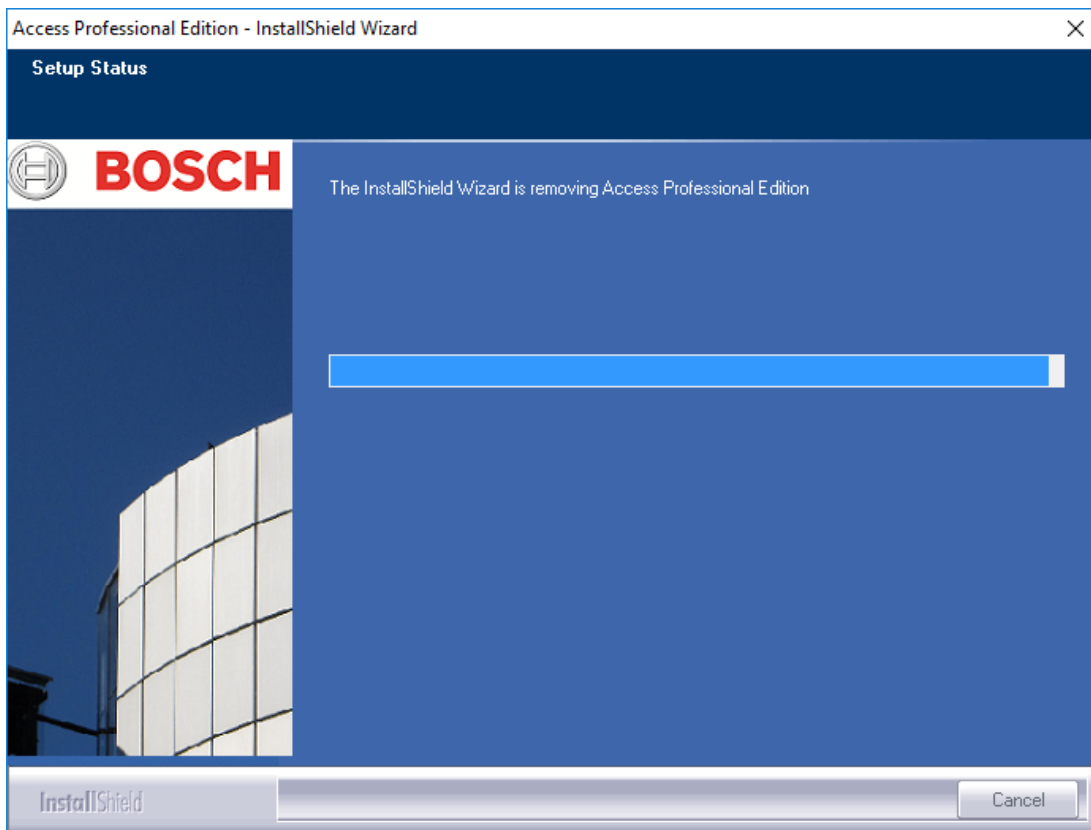 Access Professional Edition - InstallShield Wizard
Setup Status
BOSCH
The InstallShield Wizard is removing Access Professional Edition
InstallShield
Cancel